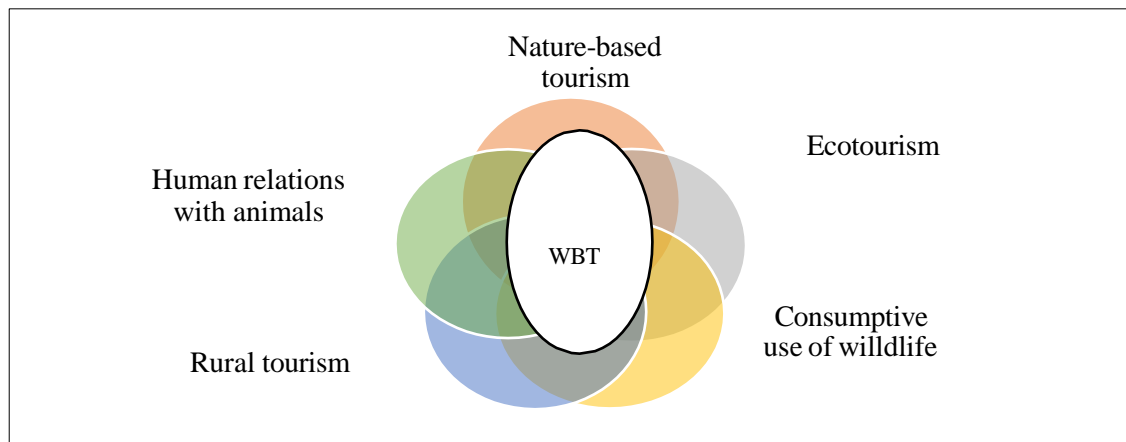 Nature-based
tourism
Ecotourism
Human relations
with animals
WBT
Consumptive
use of willdlife
Rural tourism